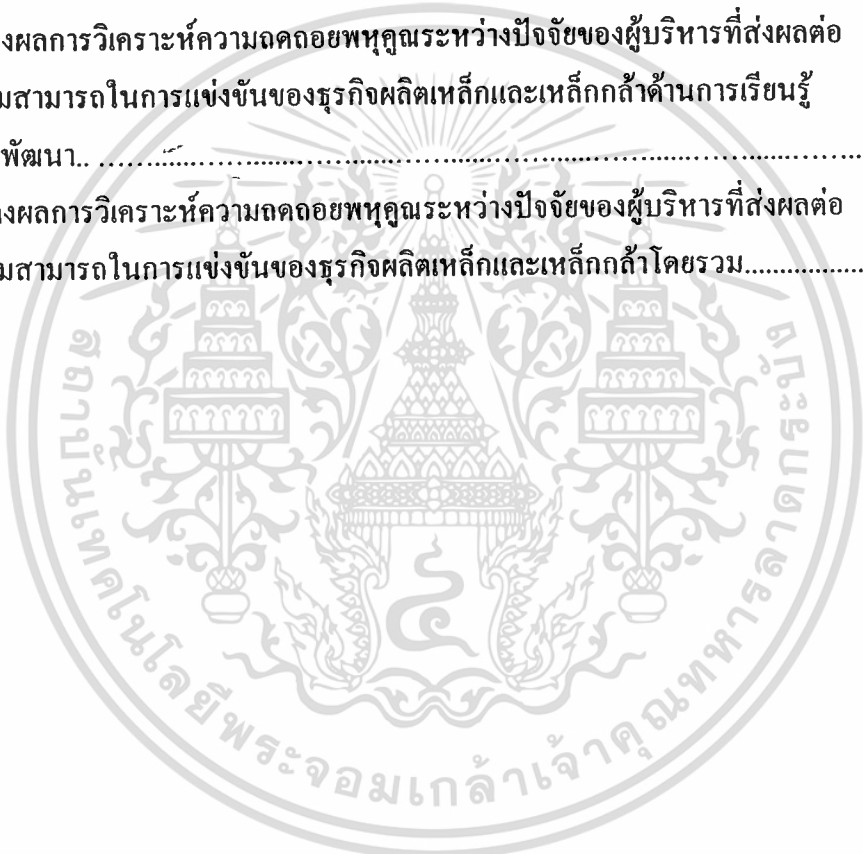 งผลการวิเคราะห์ความถดถอยพหุคูณระหว่างปัจจัยของผู้บริหารที่ส่งผลต่อ
มสามารถในการแข่งขันของธุรกิจผลิตเหล็กและเหล็กกล้าด้านการเรียนรู้
พัฒนา.. ................................................................................
งผลการวิเคราะห์ความถดถอยพหุคูณระหว่างปัจจัยของผู้บริหารที่ส่งผลต่อ
มสามารถในการแข่งขันของธุรกิจผลิตเหล็กและเหล็กกล้าโดยรวม..................
สถาบันเทคโนโลยีพระจอมเกล้าเจ้าคุณทหารลาดกระบัง